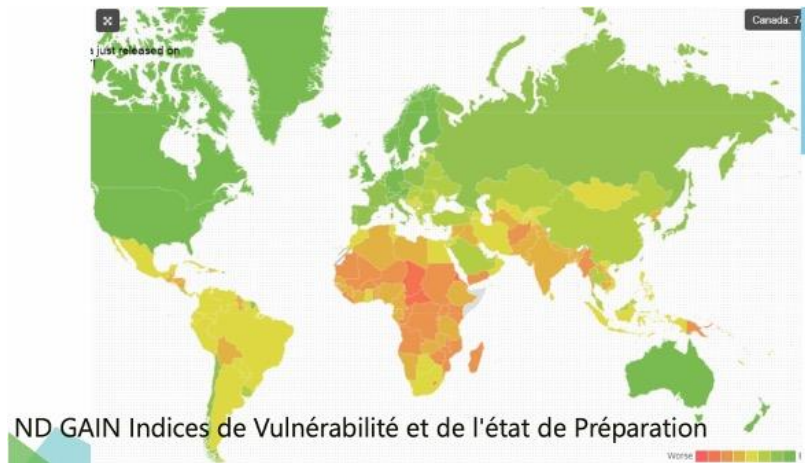 s just released on
Canada: 7
ND GAIN Indices de Vulnérabilité et de l'état de Préparation
Worse